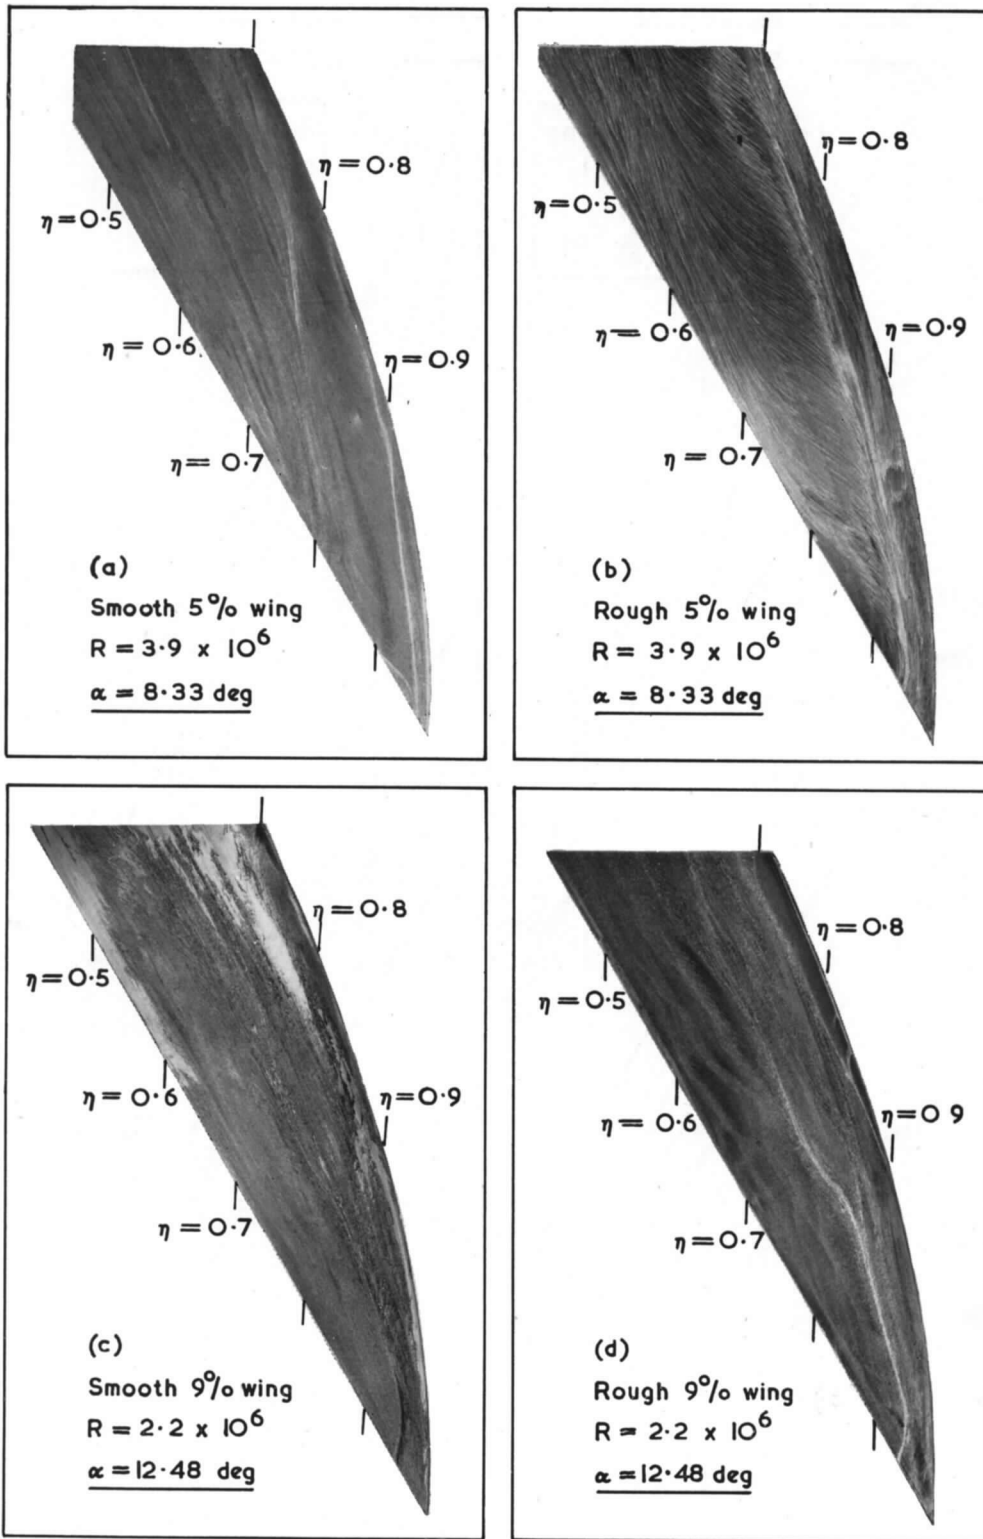 η = 0·8
η = 0·5
η = 0·6
η = 0·9
η = 0·7
(a)
Smooth 5% wing
R = 3·9 x 10⁶
α = 8·33 deg
η = 0·8
η = 0·5
η = 0·6
η = 0·9
η = 0·7
(b)
Rough 5% wing
R = 3·9 x 10⁶
α = 8·33 deg
η = 0·8
η = 0·5
η = 0·6
η = 0·9
η = 0·7
(c)
Smooth 9% wing
R = 2·2 x 10⁶
α = 12·48 deg
η = 0·8
η = 0·5
η = 0·6
η = 0 9
η = 0·7
(d)
Rough 9% wing
R = 2·2 x 10⁶
α = 12·48 deg